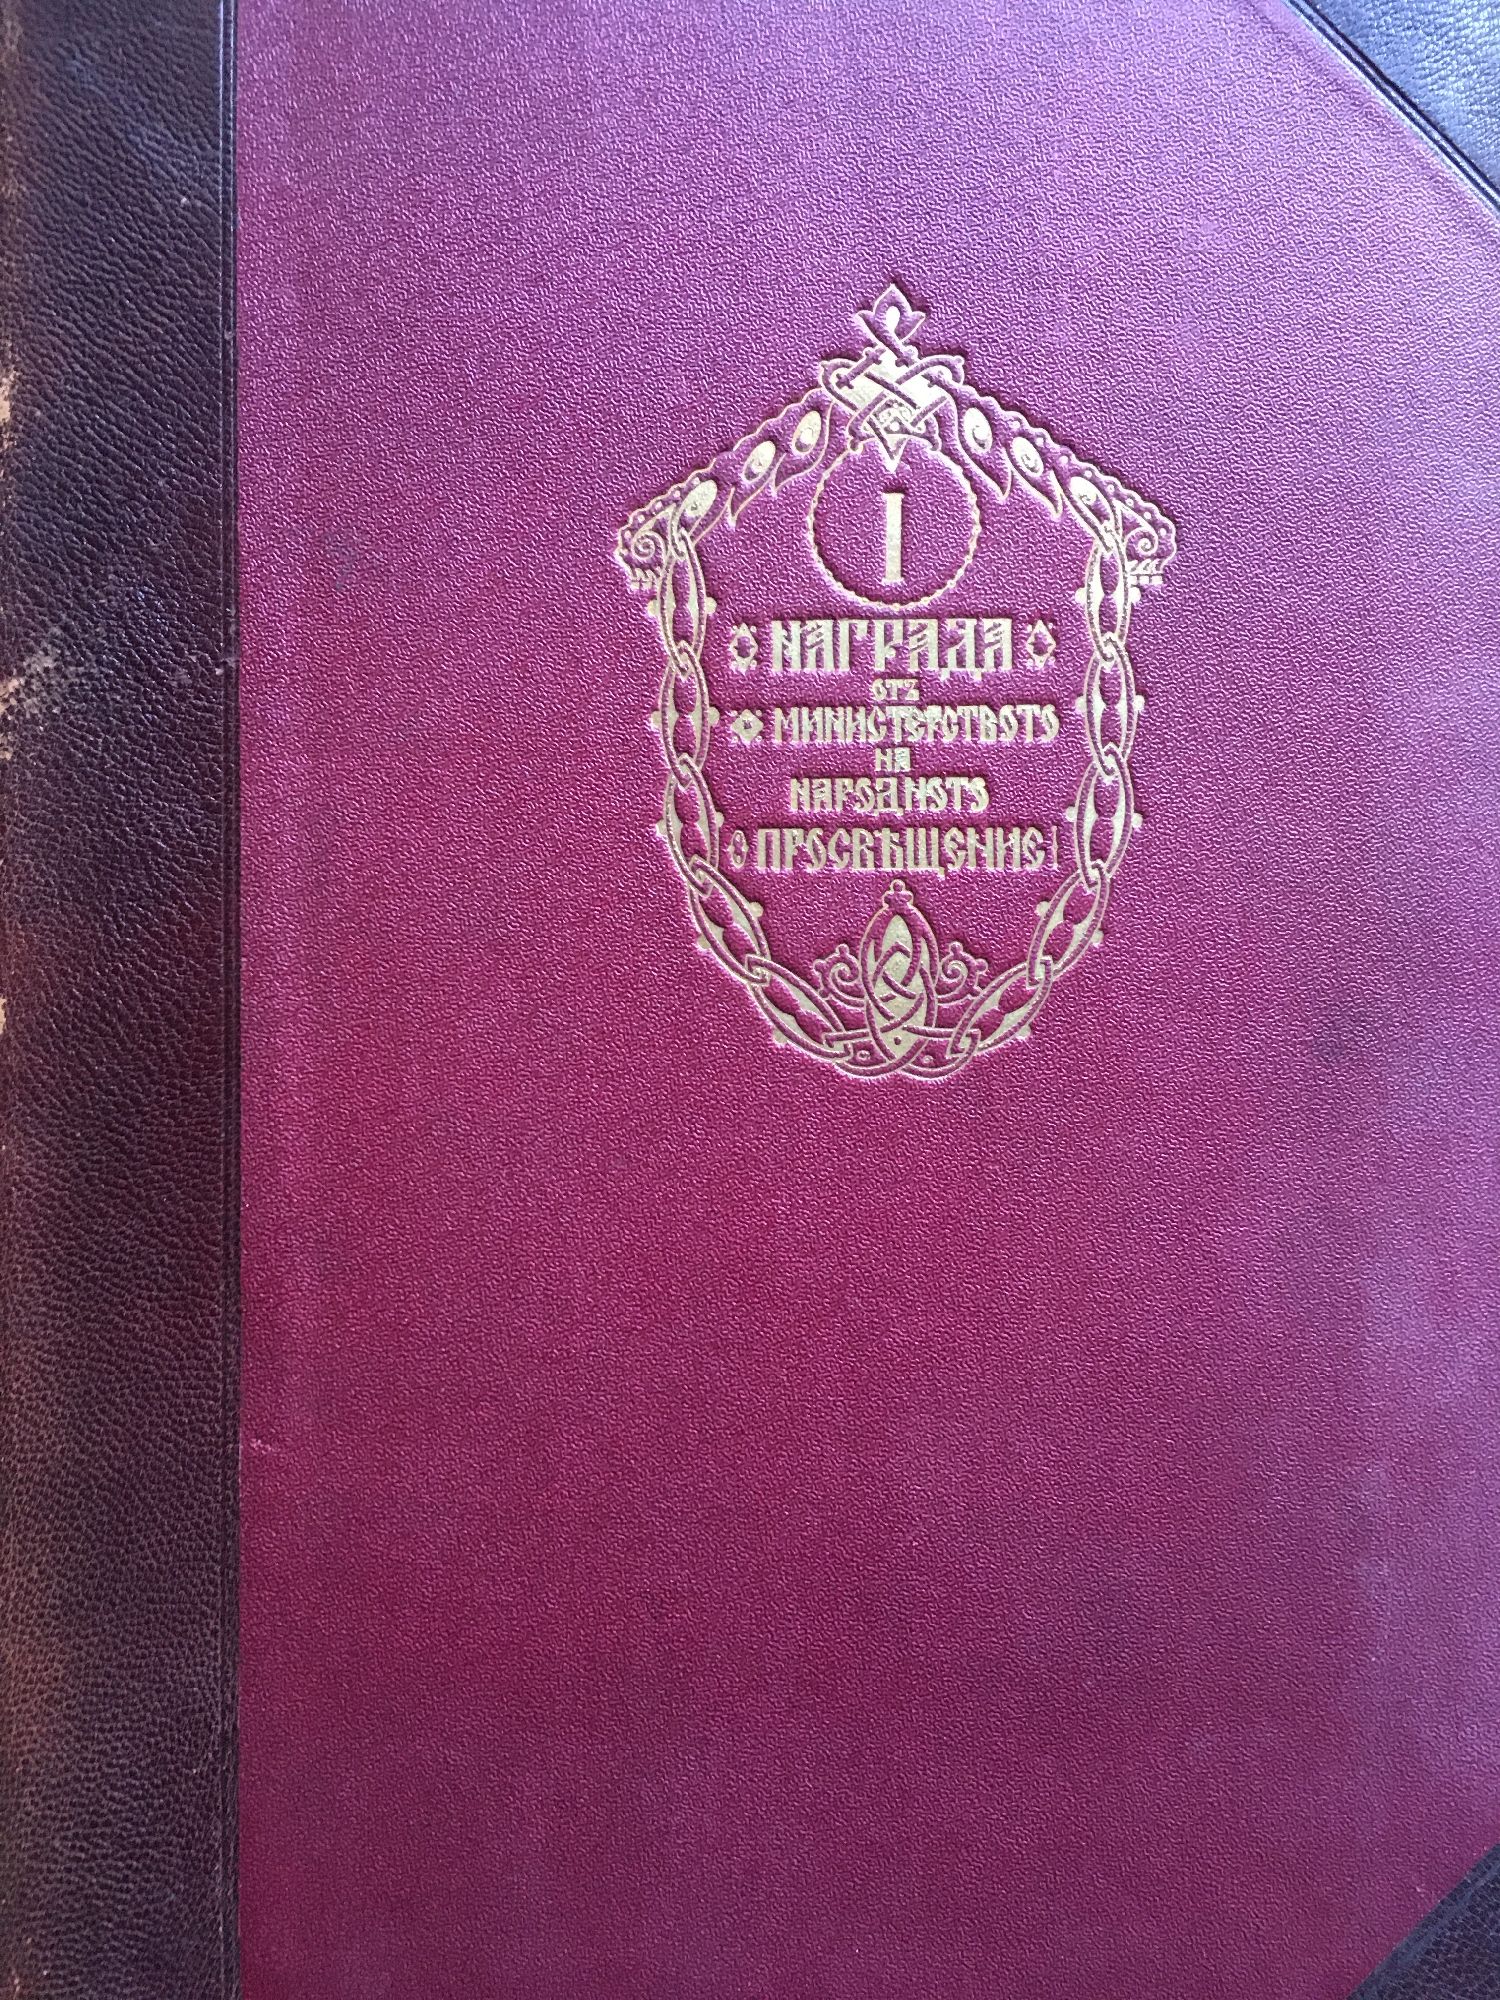 I
НАГРАДА
отъ
МИНИСТЕРСТВОТО
НА
НАРОДНОТО
ПРОСВѢЩЕНИЕ